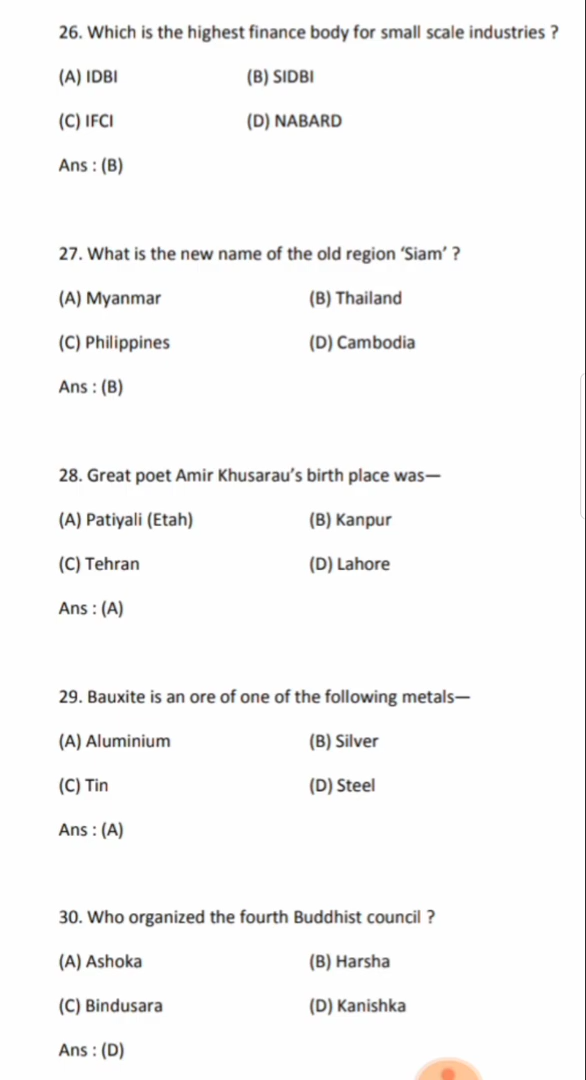 26. Which is the highest finance body for small scale industries ?
(A) IDBI (B) SIDBI
(C) IFCI (D) NABARD
Ans : (B)
27. What is the new name of the old region ‘Siam’ ?
(A) Myanmar (B) Thailand
(C) Philippines (D) Cambodia
Ans : (B)
28. Great poet Amir Khusarau’s birth place was—
(A) Patiyali (Etah) (B) Kanpur
(C) Tehran (D) Lahore
Ans : (A)
29. Bauxite is an ore of one of the following metals—
(A) Aluminium (B) Silver
(C) Tin (D) Steel
Ans : (A)
30. Who organized the fourth Buddhist council ?
(A) Ashoka (B) Harsha
(C) Bindusara (D) Kanishka
Ans : (D)